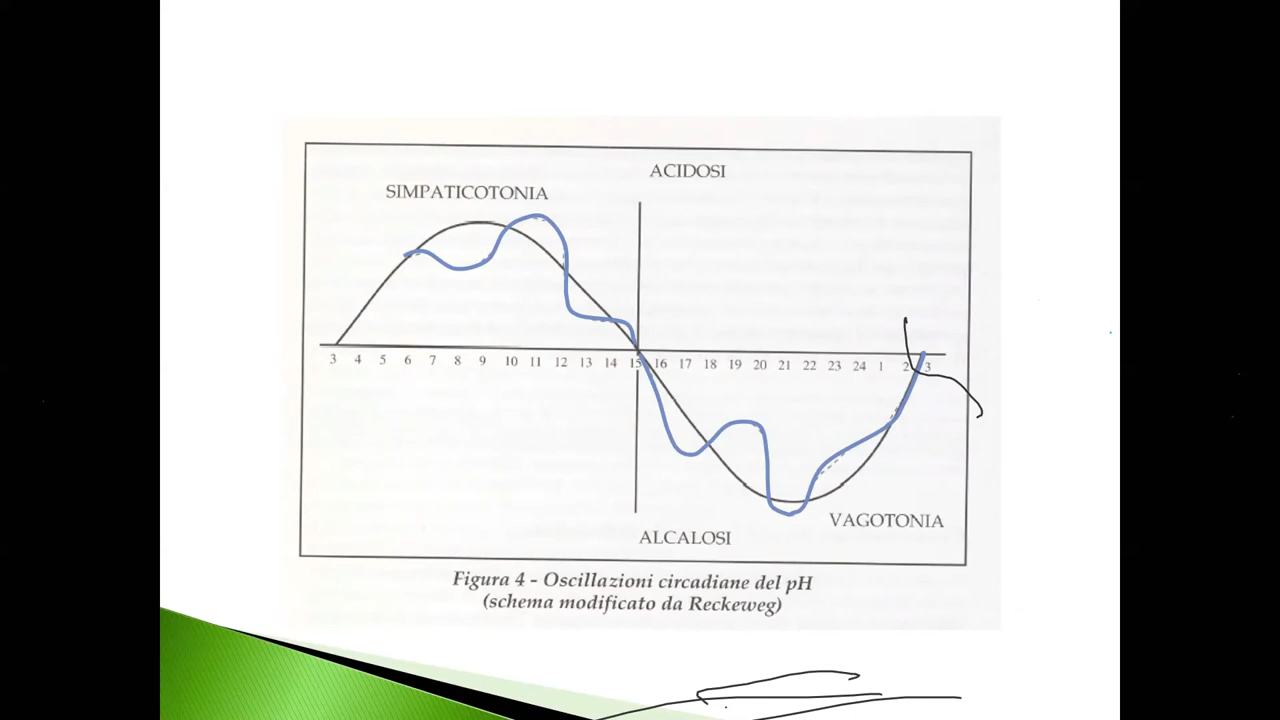 ACIDOSI
SIMPATICOTONIA
3 4 5 6 7 8 9 10 11 12 13 14 15 16 17 18 19 20 21 22 23 24 1 2 3
VAGOTONIA
ALCALOSI
Figura 4 - Oscillazioni circadiane del pH
(schema modificato da Reckeweg)